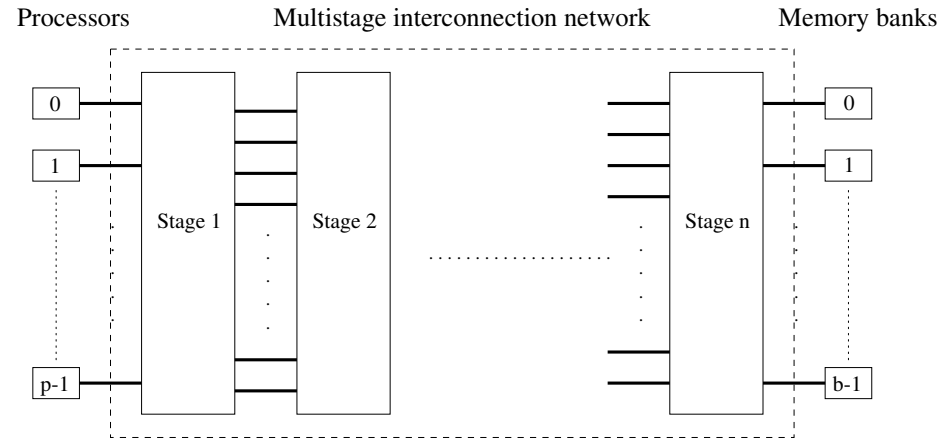 Processors Multistage interconnection network Memory banks
0 0
1 1
Stage 1 Stage 2 Stage n
p-1 b-1